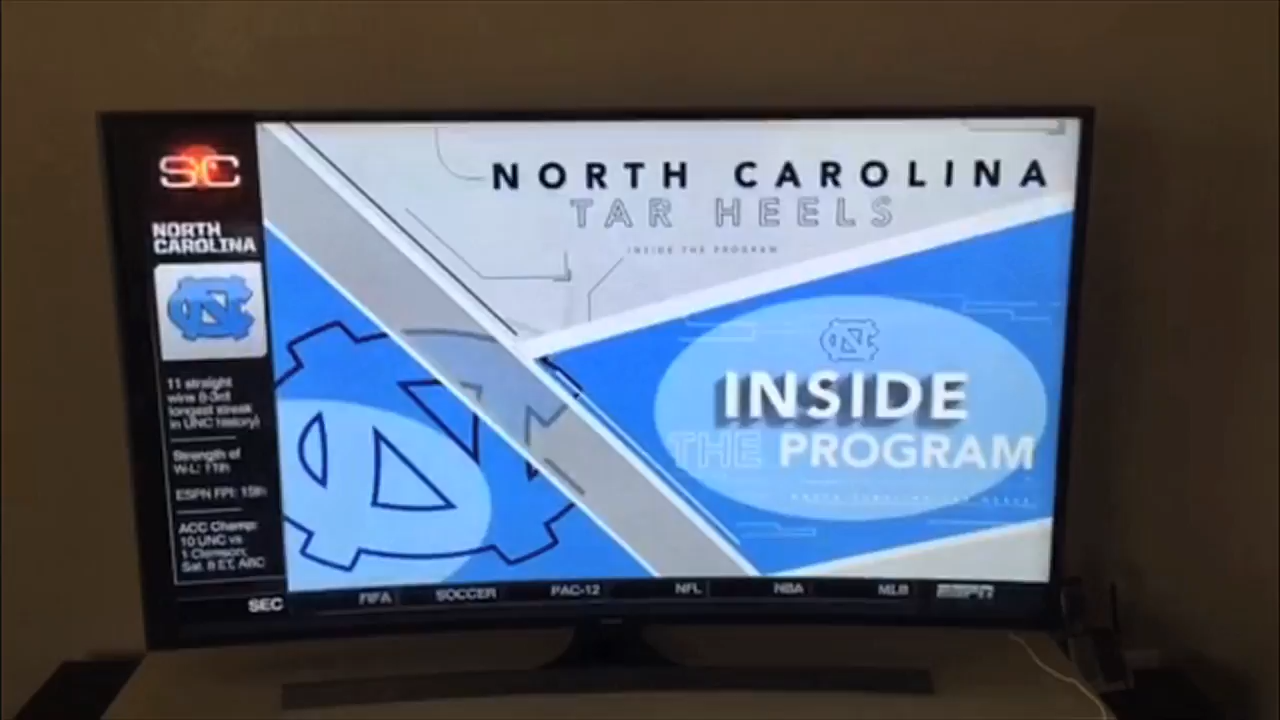 SC
NORTH
CAROLINA
NC
11 straight
wins (t-3rd
longest streak
in UNC history)
Strength of
W-L: 11th
ESPN FPI: 15th
ACC Champ:
10 UNC vs
1 Clemson,
Sat. 8 ET, ABC
NORTH CAROLINA
TAR HEELS
INSIDE THE PROGRAM
NC
INSIDE
THE PROGRAM
SEC FIFA SOCCER PAC-12 NFL NBA MLB ESPN